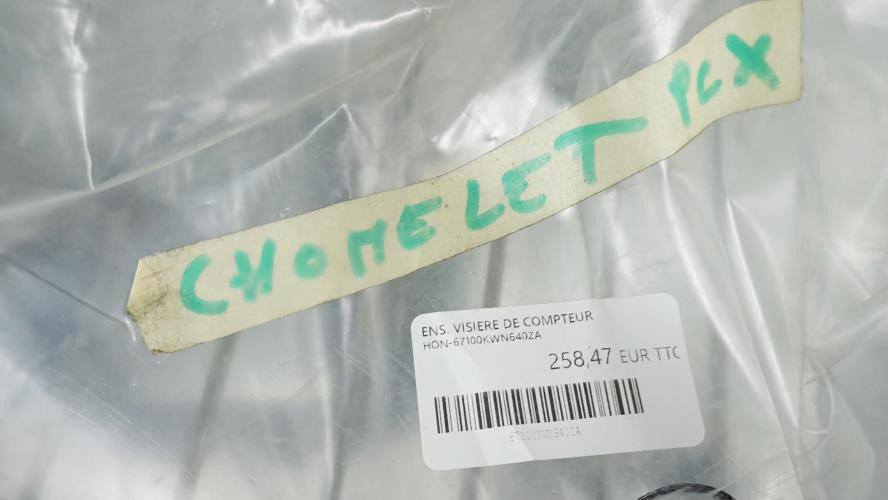 CHOMELET PCX
ENS. VISIERE DE COMPTEUR
HON-67100KWN640ZA
258,47 EUR TTC